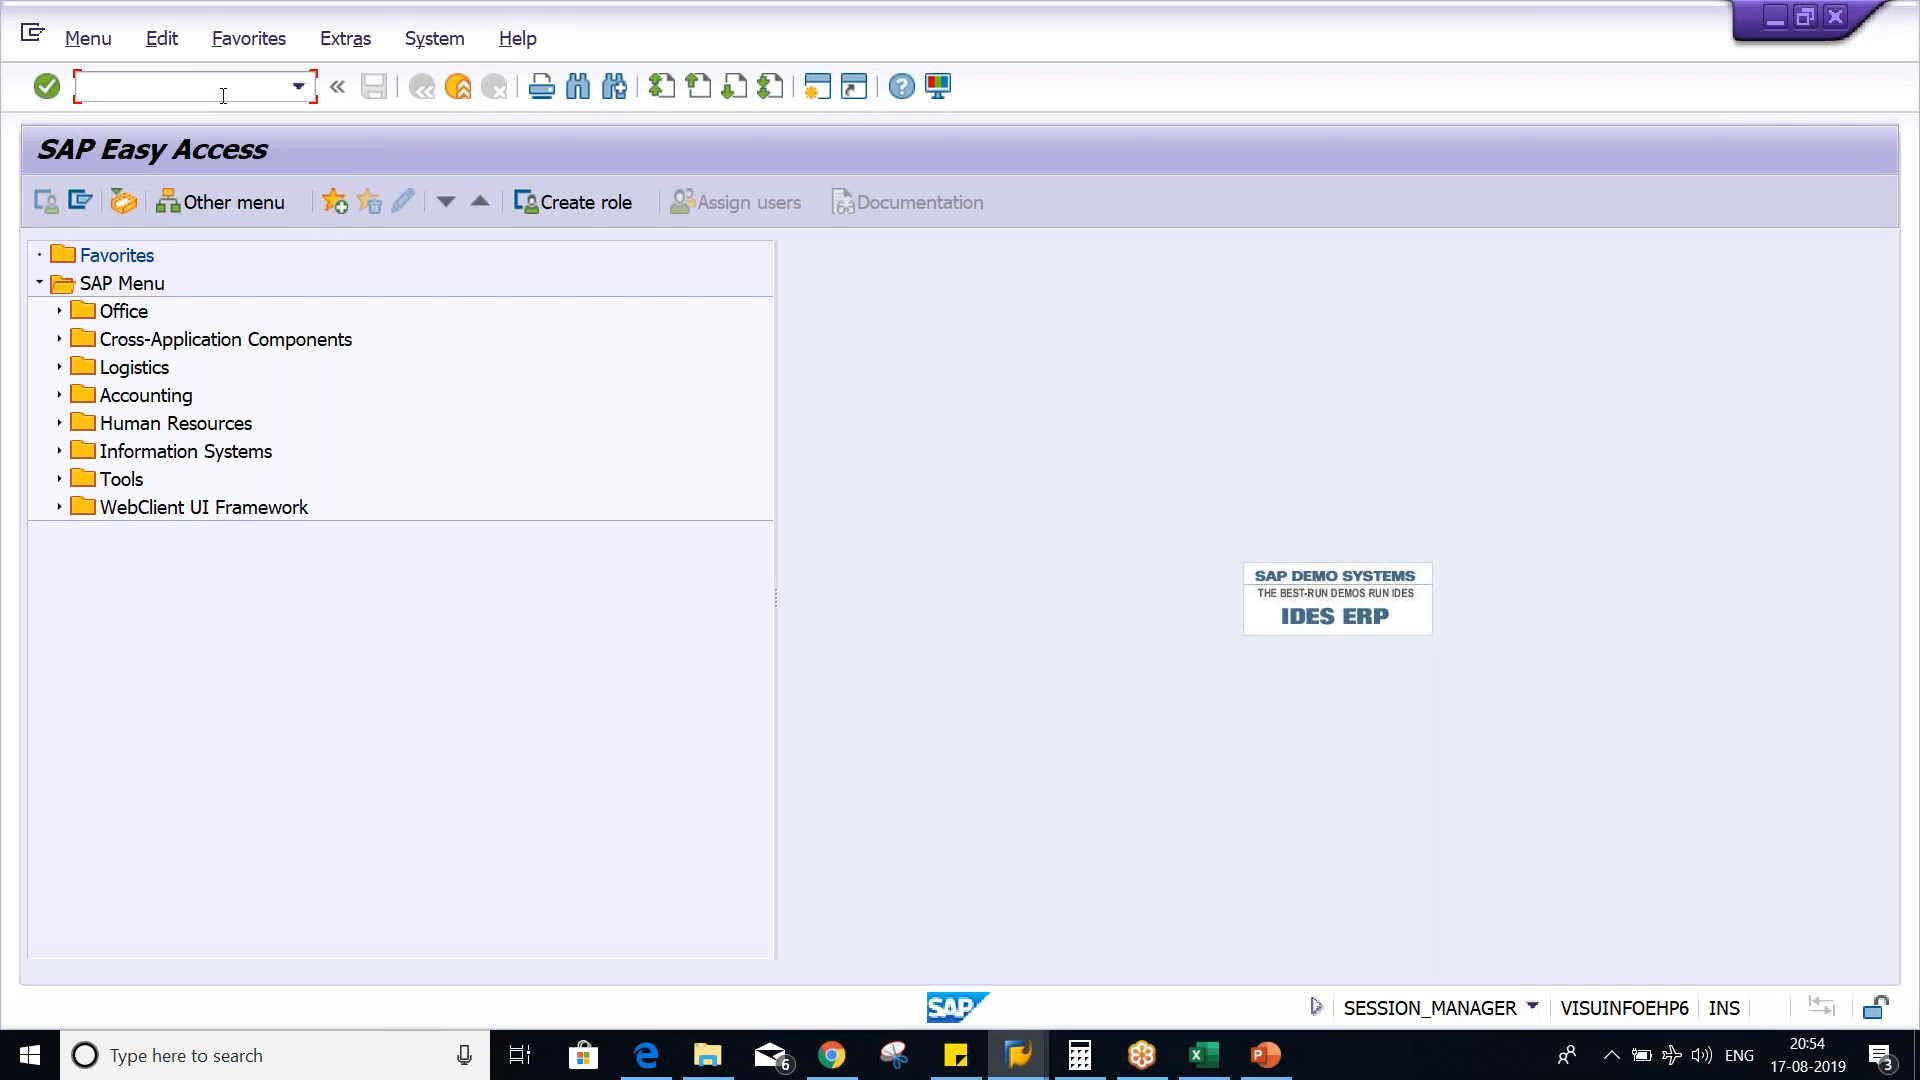 Menu Edit Favorites Extras System Help
SAP Easy Access
Other menu Create role Assign users Documentation
Favorites
SAP Menu
Office
Cross-Application Components
Logistics
Accounting
Human Resources
Information Systems
Tools
WebClient UI Framework
SAP DEMO SYSTEMS
THE BEST-RUN DEMOS RUN IDES
IDES ERP
SAP SESSION_MANAGER VISUINFOEHP6 INS
Type here to search 6 ENG 20:54 3
17-08-2019